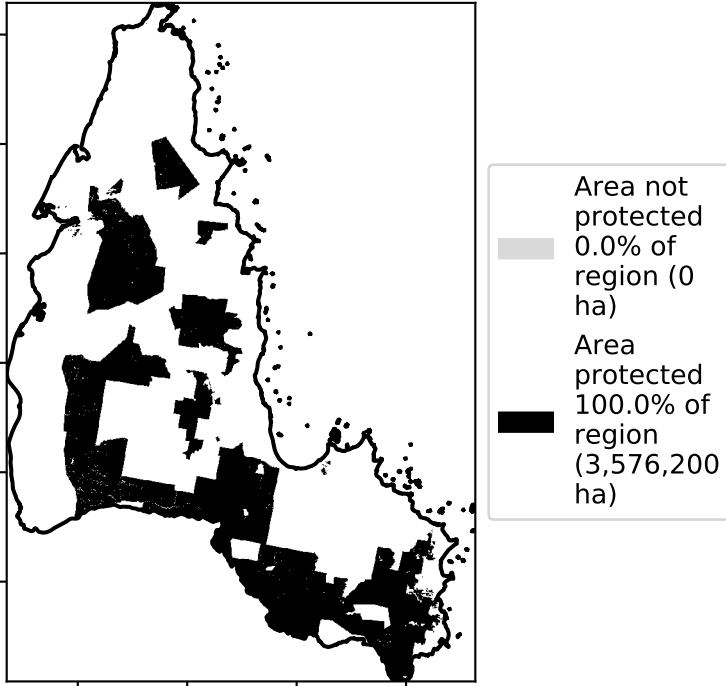 Area not
protected
0.0% of
region (0
ha)
Area
protected
100.0% of
region
(3,576,200
ha)